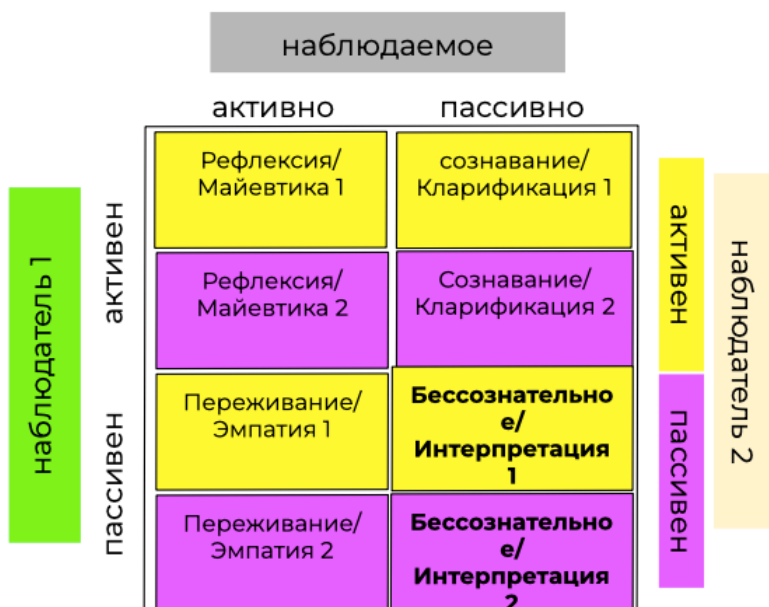 наблюдаемое
активно
пассивно
наблюдатель 1
активен
пассивен
Рефлексия/
Майевтика 1
сознавание/
Кларификация 1
Рефлексия/
Майевтика 2
Сознавание/
Кларификация 2
Переживание/
Эмпатия 1
Бессознательно
е/
Интерпретация
1
Переживание/
Эмпатия 2
Бессознательно
е/
Интерпретация
2
активен
пассивен
наблюдатель 2